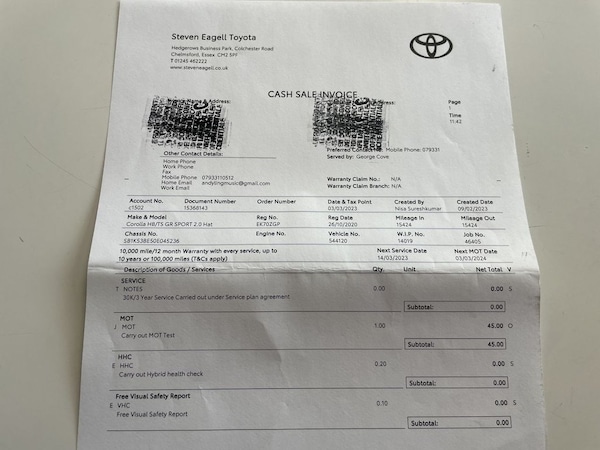 Steven Eagell Toyota
Hedgerows Business Park, Colchester Road
Chelmsford, Essex CM2 5PF
T 01245 462222
www.steveneagell.co.uk
CASH SALE INVOICE
Name & Address:
Address:
Page
1
Time
11:42
Other Contact Details:
Home Phone
Work Phone
Fax
Mobile Phone 07933110512
Home Email andytingmusic@gmail.com
Work Email
Preferred Mobile Phone: 079331
Served by: George Cove
Warranty Claim No.: N/A
Warranty Claim Branch: N/A
Account No. Document Number Order Number Date & Tax Point Created By Created Date
c1502 15368143 03/03/2023 Nica Sureshkumar 09/02/2023
Make & Model Reg No. Reg Date Mileage In Mileage Out
Corolla HB/TS GR SPORT 2.0 Hat EK70ZGP 26/10/2020 15424 15424
Chassis No. Engine No. Vehicle No. W.I.P. No. Job No.
SB1K53BE50E045236 544120 14019 46405
10,000 mile/12 month Warranty with every service, up to
10 years or 100,000 miles (T&Cs apply)
Next Service Date Next MOT Date
14/03/2023 03/03/2024
Description of Goods / Services Qty. Unit Net Total V
SERVICE
T NOTES 0.00 0.00 S
30K/3 Year Service Carried out under Service plan agreement
Subtotal: 0.00
MOT
J MOT 1.00 45.00 O
Carry out MOT Test
Subtotal: 45.00
HHC
E HHC 0.20 0.00 S
Carry out Hybrid health check
Subtotal: 0.00
Free Visual Safety Report
E VHC 0.10 0.00 S
Free Visual Safety Report
Subtotal: 0.00